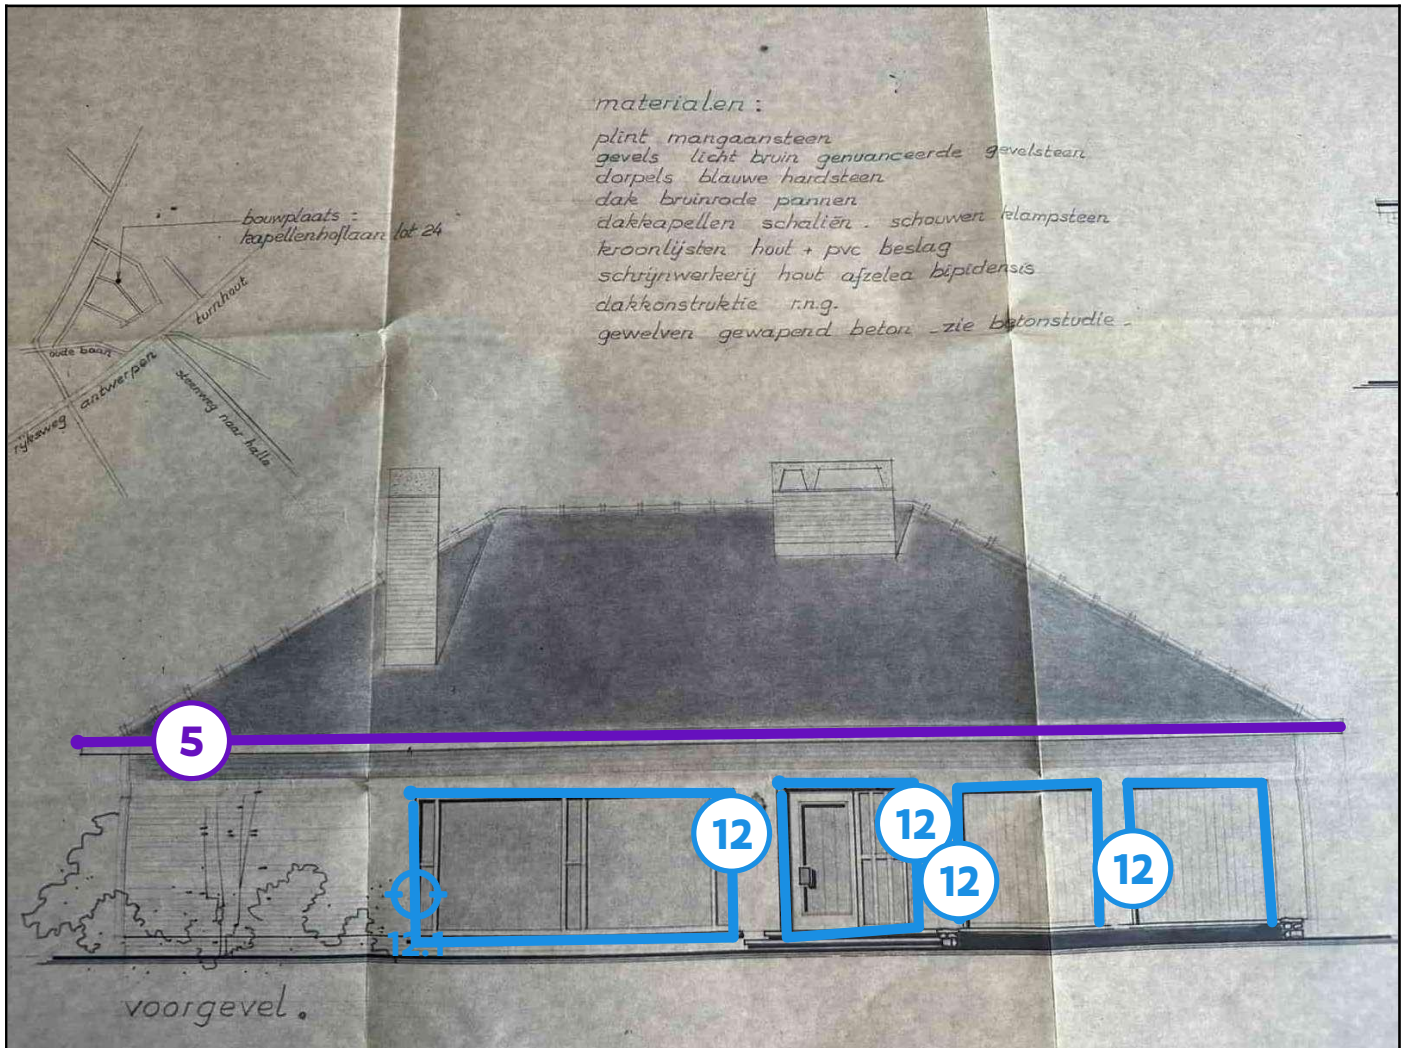 materialen :
plint mangaansteen
gevels licht bruin genuanceerde gevelsteen
dorpels blauwe hardsteen
dak bruinrode pannen
dakkapellen schaliën . schouwen klampsteen
kroonlijsten hout + pvc beslag
schrijnwerkerij hout afzelea bipidensis
dakkonstruktie r.n.g.
gewelven gewapend beton - zie betonstudie -
bouwplaats :
kapellenhoflaan lot 24
turnhout
oude baan
antwerpen
rijksweg
steenweg naar halle
5
12
12
12
12
12.1
voorgevel .